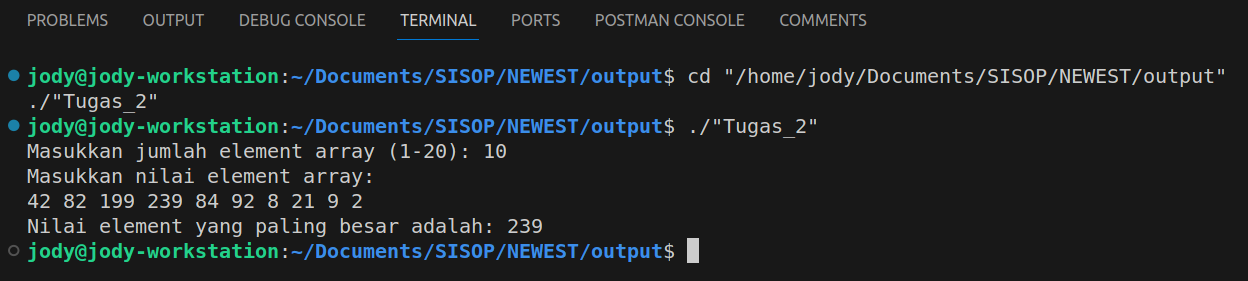 PROBLEMS OUTPUT DEBUG CONSOLE TERMINAL PORTS POSTMAN CONSOLE COMMENTS
jody@jody-workstation:~/Documents/SISOP/NEWEST/output$ cd "/home/jody/Documents/SISOP/NEWEST/output"
./"Tugas_2"
jody@jody-workstation:~/Documents/SISOP/NEWEST/output$ ./"Tugas_2"
Masukkan jumlah element array (1-20): 10
Masukkan nilai element array:
42 82 199 239 84 92 8 21 9 2
Nilai element yang paling besar adalah: 239
jody@jody-workstation:~/Documents/SISOP/NEWEST/output$